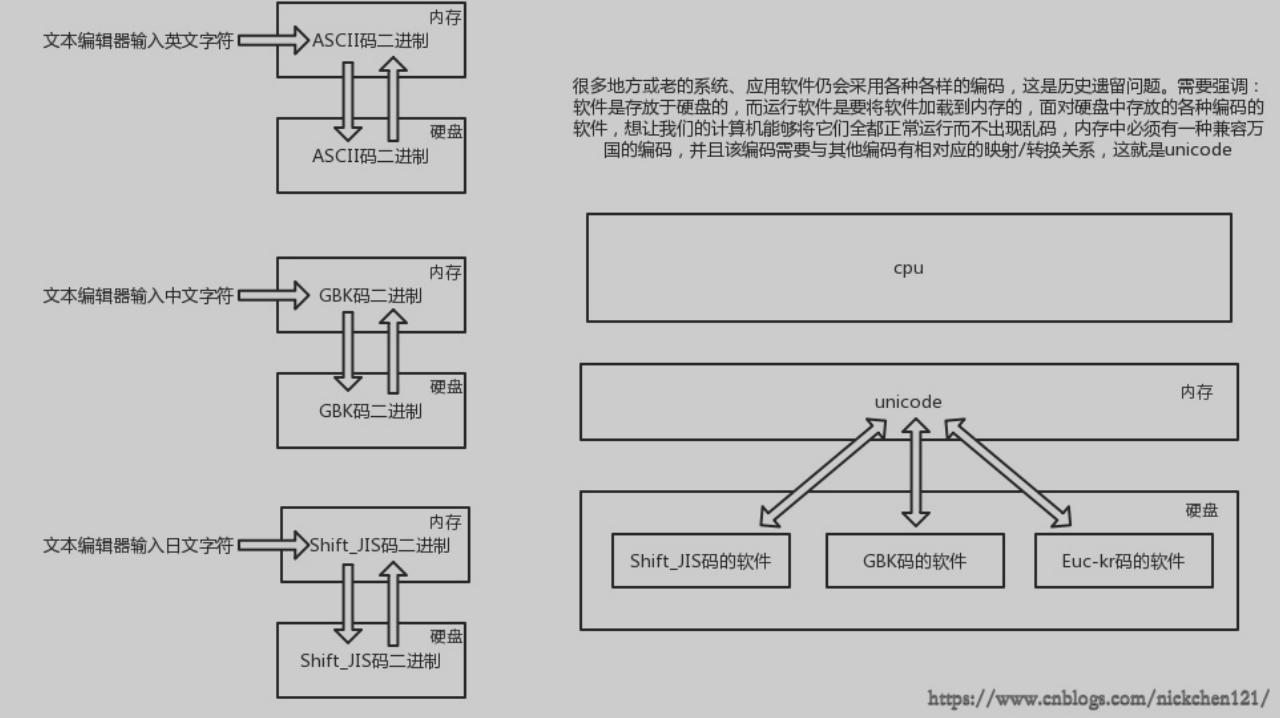 文本编辑器输入英文字符
内存
ASCII码二进制
硬盘
ASCII码二进制
文本编辑器输入中文字符
内存
GBK码二进制
硬盘
GBK码二进制
文本编辑器输入日文字符
内存
Shift_JIS码二进制
硬盘
Shift_JIS码二进制
很多地方或老的系统、应用软件仍会采用各种各样的编码，这是历史遗留问题。需要强调：
软件是存放于硬盘的，而运行软件是要将软件加载到内存的，面对硬盘中存放的各种编码的
软件，想让我们的计算机能够将它们全都正常运行而不出现乱码，内存中必须有一种兼容万
国的编码，并且该编码需要与其他编码有相对应的映射/转换关系，这就是unicode
cpu
内存
unicode
硬盘
Shift_JIS码的软件
GBK码的软件
Euc-kr码的软件
https://www.cnblogs.com/nickchen121/